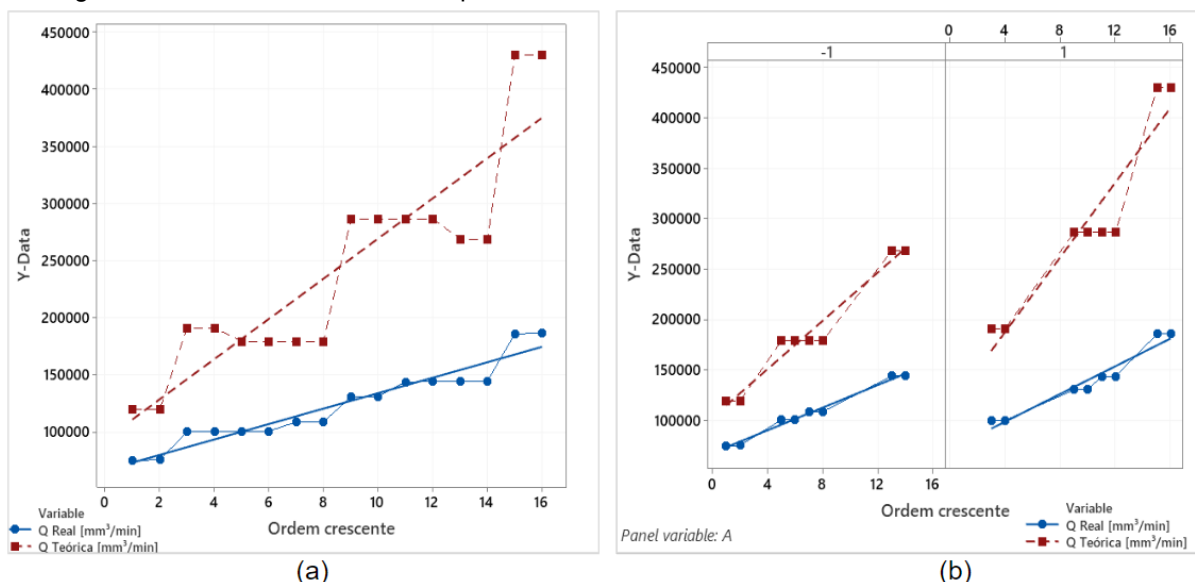 450000
400000
350000
300000
250000
200000
150000
100000
Y-Data
0 2 4 6 8 10 12 14 16
Ordem crescente
Variable
Q Real [mm³/min]
Q Teórica [mm³/min]
(a)
0 4 8 12 16
-1 1
450000
400000
350000
300000
250000
200000
150000
100000
Y-Data
0 4 8 12 16
Ordem crescente
Panel variable: A
Variable
Q Real [mm³/min]
Q Teórica [mm³/min]
(b)